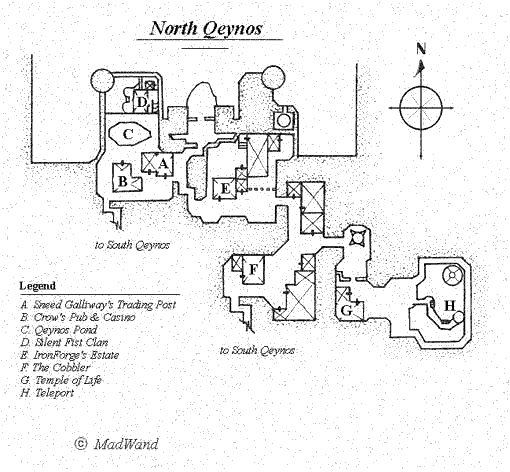 North Qeynos
N
D
C
A
B
E
to South Qeynos
F
G
H
to South Qeynos
Legend
A. Sneed Galliway's Trading Post
B. Crow's Pub & Casino
C. Qeynos Pond
D. Silent Fist Clan
E. IronForge's Estate
F. The Cobbler
G. Temple of Life
H. Teleport
© MadWand